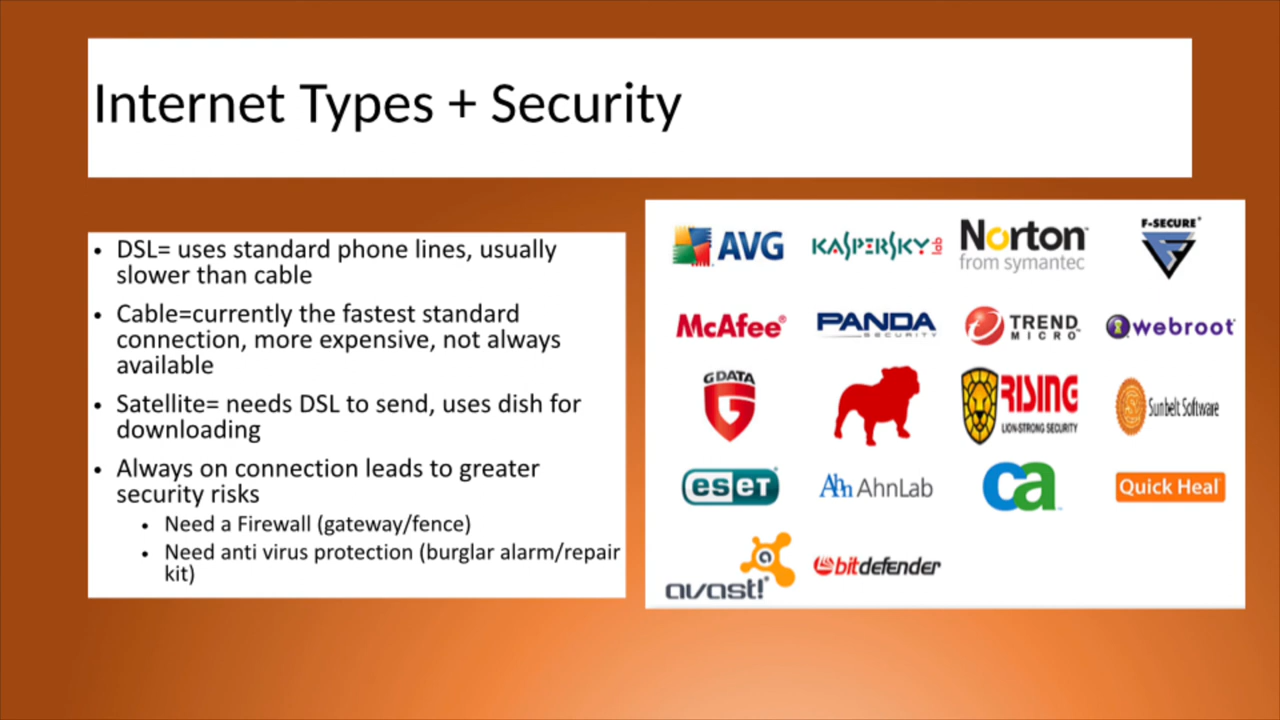 Internet Types + Security
• DSL= uses standard phone lines, usually
slower than cable
• Cable=currently the fastest standard
connection, more expensive, not always
available
• Satellite= needs DSL to send, uses dish for
downloading
• Always on connection leads to greater
security risks
• Need a Firewall (gateway/fence)
• Need anti virus protection (burglar alarm/repair
kit)
AVG
KASPERSKY lab
Norton
from symantec
F-SECURE
McAfee
PANDA
SECURITY
TREND
MICRO
webroot
G DATA
G
RISING
LION-STRONG SECURITY
Sunbelt Software
eset
Ahn AhnLab
ca
Quick Heal
a
avast!
bitdefender